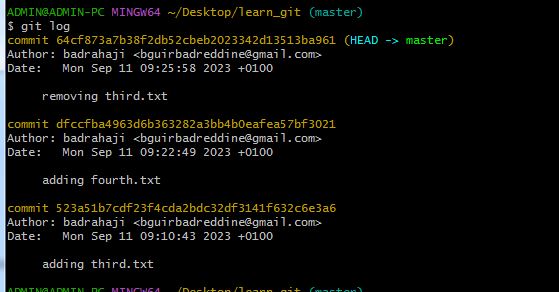 ADMIN@ADMIN-PC MINGW64 ~/Desktop/learn_git (master)
$ git log
commit 64cf873a7b38f2db52cbeb2023342d13513ba961 (HEAD -> master)
Author: badrahaji <bguirbadreddine@gmail.com>
Date:   Mon Sep 11 09:25:58 2023 +0100
    removing third.txt
commit dfccfba4963d6b363282a3bb4b0eafea57bf3021
Author: badrahaji <bguirbadreddine@gmail.com>
Date:   Mon Sep 11 09:22:49 2023 +0100
    adding fourth.txt
commit 523a51b7cdf23f4cda2bdc32df3141f632c6e3a6
Author: badrahaji <bguirbadreddine@gmail.com>
Date:   Mon Sep 11 09:10:43 2023 +0100
    adding third.txt
ADMIN@ADMIN-PC MINGW64 ~/Desktop/learn_git (master)